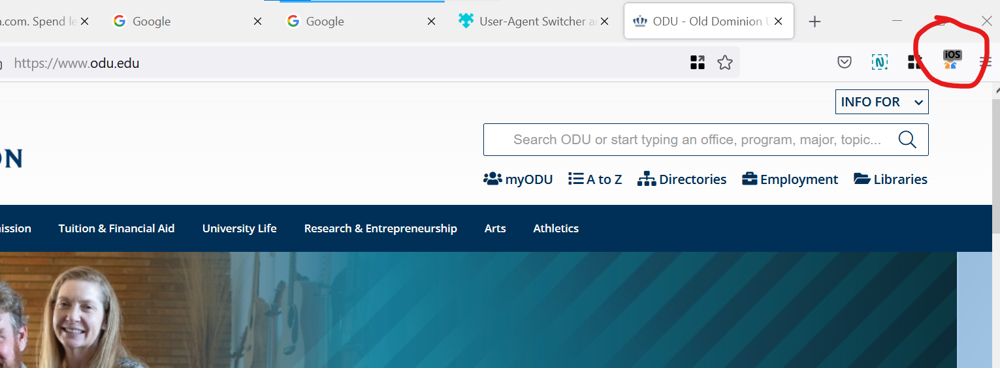 .com. Spend le
Google
Google
User-Agent Switcher a
ODU - Old Dominion U
https://www.odu.edu
iOS
INFO FOR
ON
Search ODU or start typing an office, program, major, topic...
myODU
A to Z
Directories
Employment
Libraries
ission
Tuition & Financial Aid
University Life
Research & Entrepreneurship
Arts
Athletics